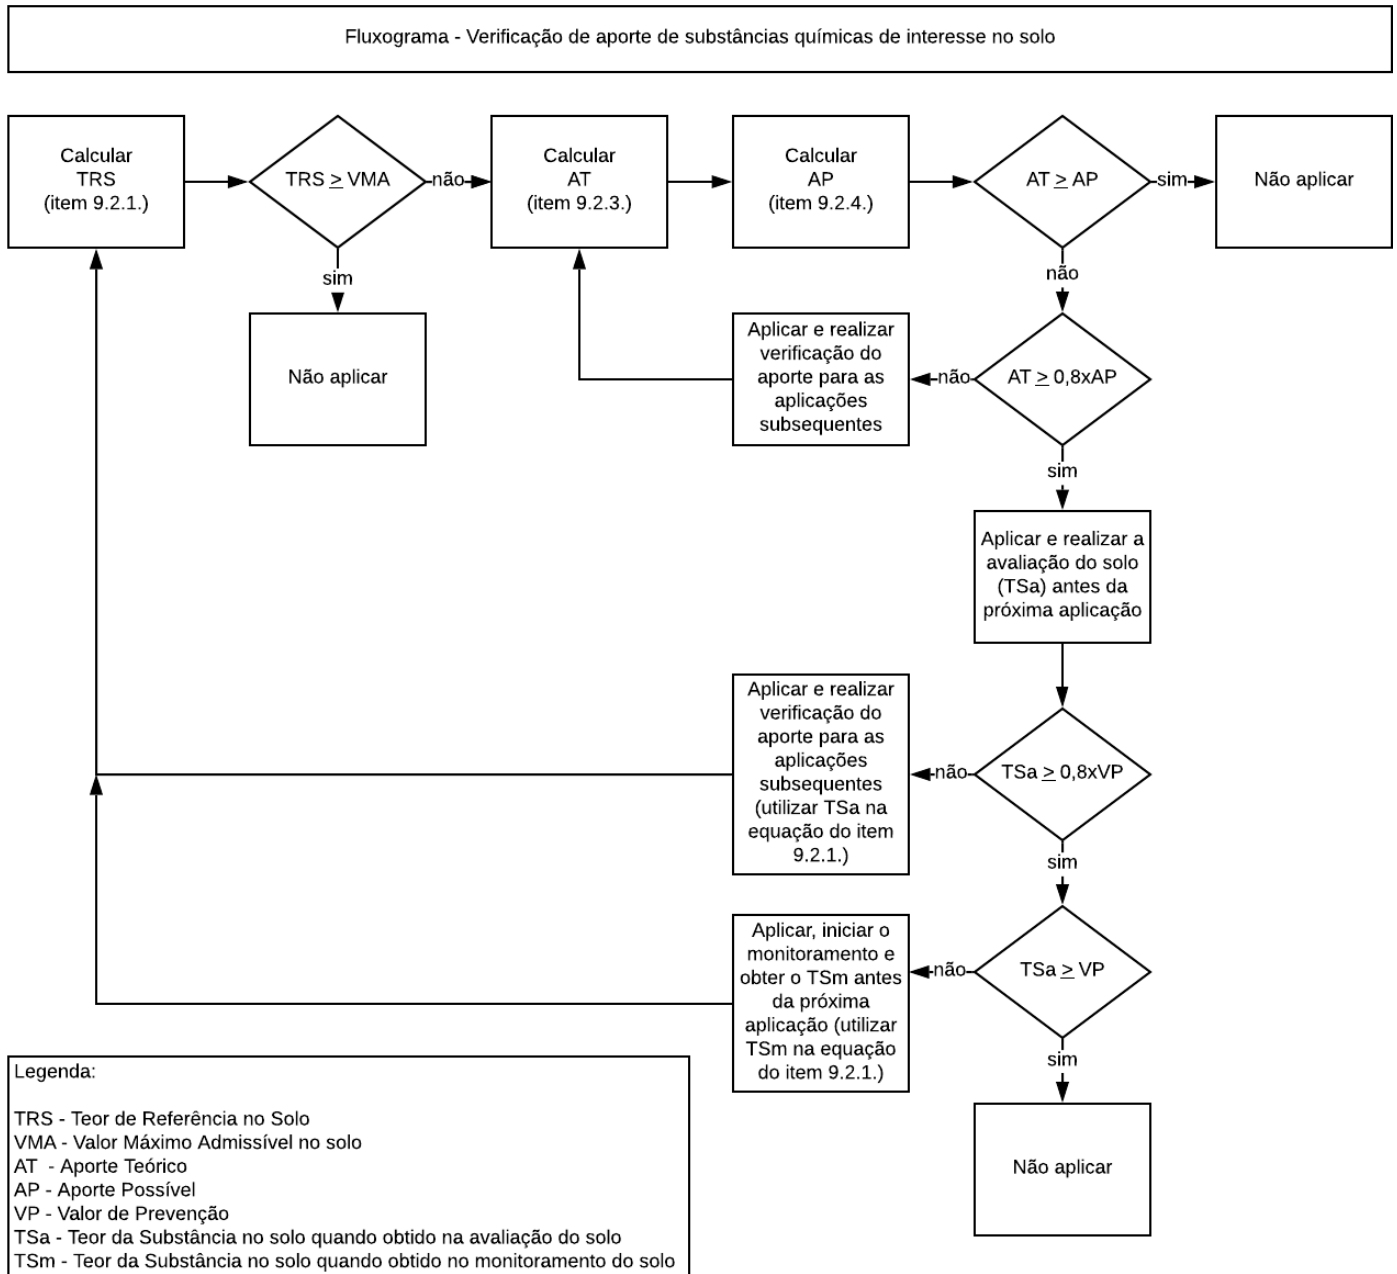 Fluxograma - Verificação de aporte de substâncias químicas de interesse no solo
Calcular
TRS
(item 9.2.1.)
TRS ≥ VMA
não
Calcular
AT
(item 9.2.3.)
Calcular
AP
(item 9.2.4.)
AT ≥ AP
sim
Não aplicar
sim
Não aplicar
não
Aplicar e realizar
verificação do
aporte para as
aplicações
subsequentes
não
AT ≥ 0,8xAP
sim
Aplicar e realizar a
avaliação do solo
(TSa) antes da
próxima aplicação
Aplicar e realizar
verificação do
aporte para as
aplicações
subsequentes
(utilizar TSa na
equação do item
9.2.1.)
não
TSa ≥ 0,8xVP
sim
Aplicar, iniciar o
monitoramento e
obter o TSm antes
da próxima
aplicação (utilizar
TSm na equação
do item 9.2.1.)
não
TSa ≥ VP
sim
Não aplicar
Legenda:
TRS - Teor de Referência no Solo
VMA - Valor Máximo Admissível no solo
AT - Aporte Teórico
AP - Aporte Possível
VP - Valor de Prevenção
TSa - Teor da Substância no solo quando obtido na avaliação do solo
TSm - Teor da Substância no solo quando obtido no monitoramento do solo